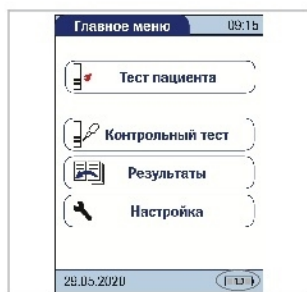 Главное меню 09:15
Тест пациента
Контрольный тест
Результаты
Настройка
29.05.2020